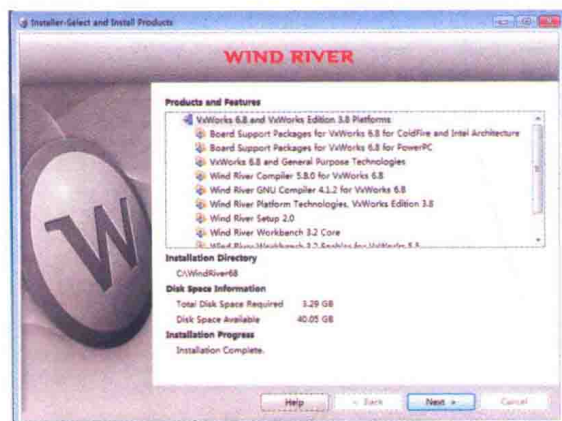 Installer-Select and Install Products
WIND RIVER
Products and Features
VxWorks 6.8 and VxWorks Edition 3.8 Platforms
Board Support Packages for VxWorks 6.8 for ColdFire and Intel Architecture
Board Support Packages for VxWorks 6.8 for PowerPC
VxWorks 6.8 and General Purpose Technologies
Wind River Compiler 5.8.0 for VxWorks 6.8
Wind River GNU Compiler 4.1.2 for VxWorks 6.8
Wind River Platform Technologies, VxWorks Edition 3.8
Wind River Setup 2.0
Wind River Workbench 3.2 Core
Wind River Workbench 3.2
Installation Directory
C:\WindRiver68
Disk Space Information
Total Disk Space Required 3.29 GB
Disk Space Available 40.05 GB
Installation Progress
Installation Complete.
Help < Back Next > Cancel
W